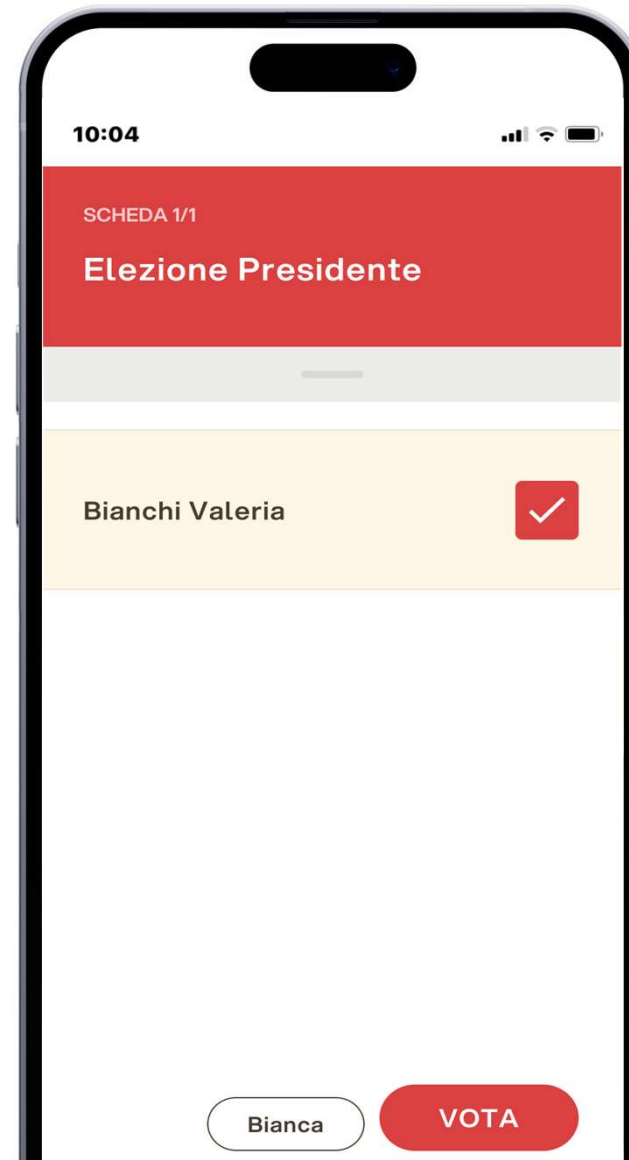 10:04
SCHEDA 1/1
Elezione Presidente
Bianchi Valeria
Bianca
VOTA